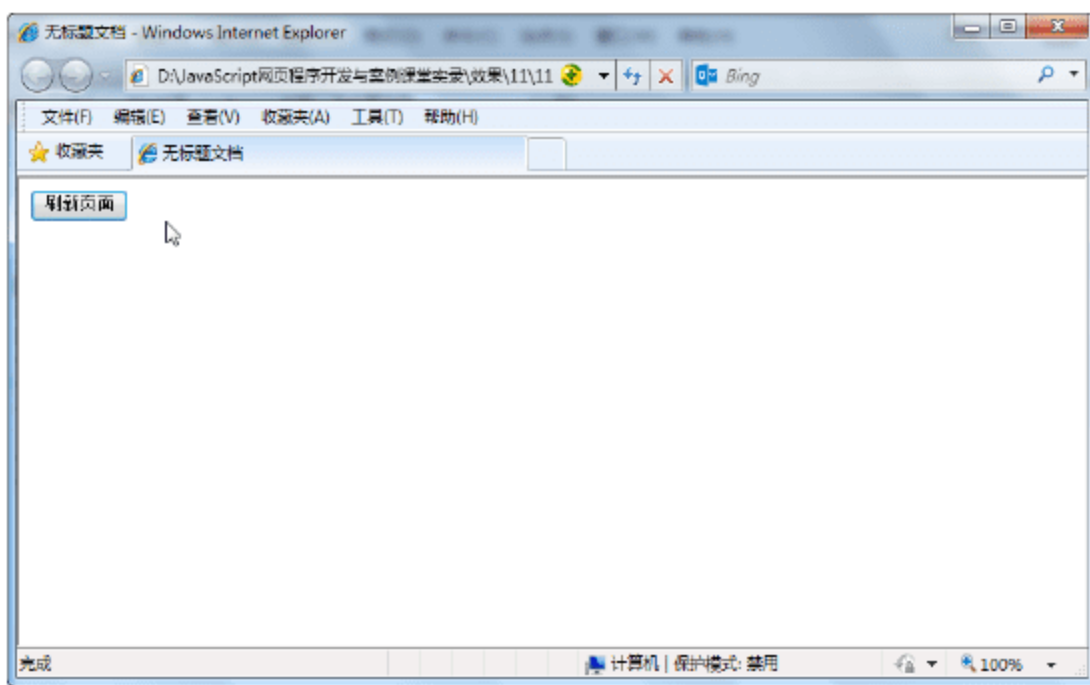 无标题文档 - Windows Internet Explorer
D:\JavaScript网页程序开发与案例课堂实录\效果\11\11
Bing
文件(F) 编辑(E) 查看(V) 收藏夹(A) 工具(T) 帮助(H)
收藏夹 无标题文档
刷新页面
完成 计算机 | 保护模式: 禁用 100%